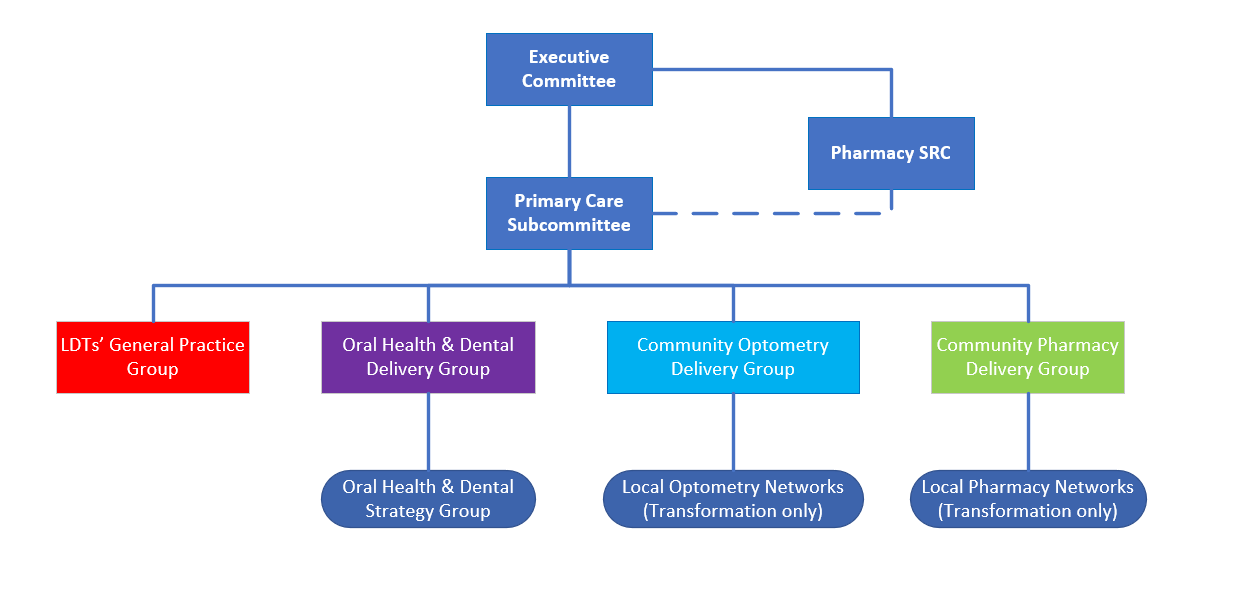 Executive
Committee
Pharmacy SRC
Primary Care
Subcommittee
LDTs’ General Practice
Group
Oral Health & Dental
Delivery Group
Community Optometry
Delivery Group
Community Pharmacy
Delivery Group
Oral Health & Dental
Strategy Group
Local Optometry Networks
(Transformation only)
Local Pharmacy Networks
(Transformation only)